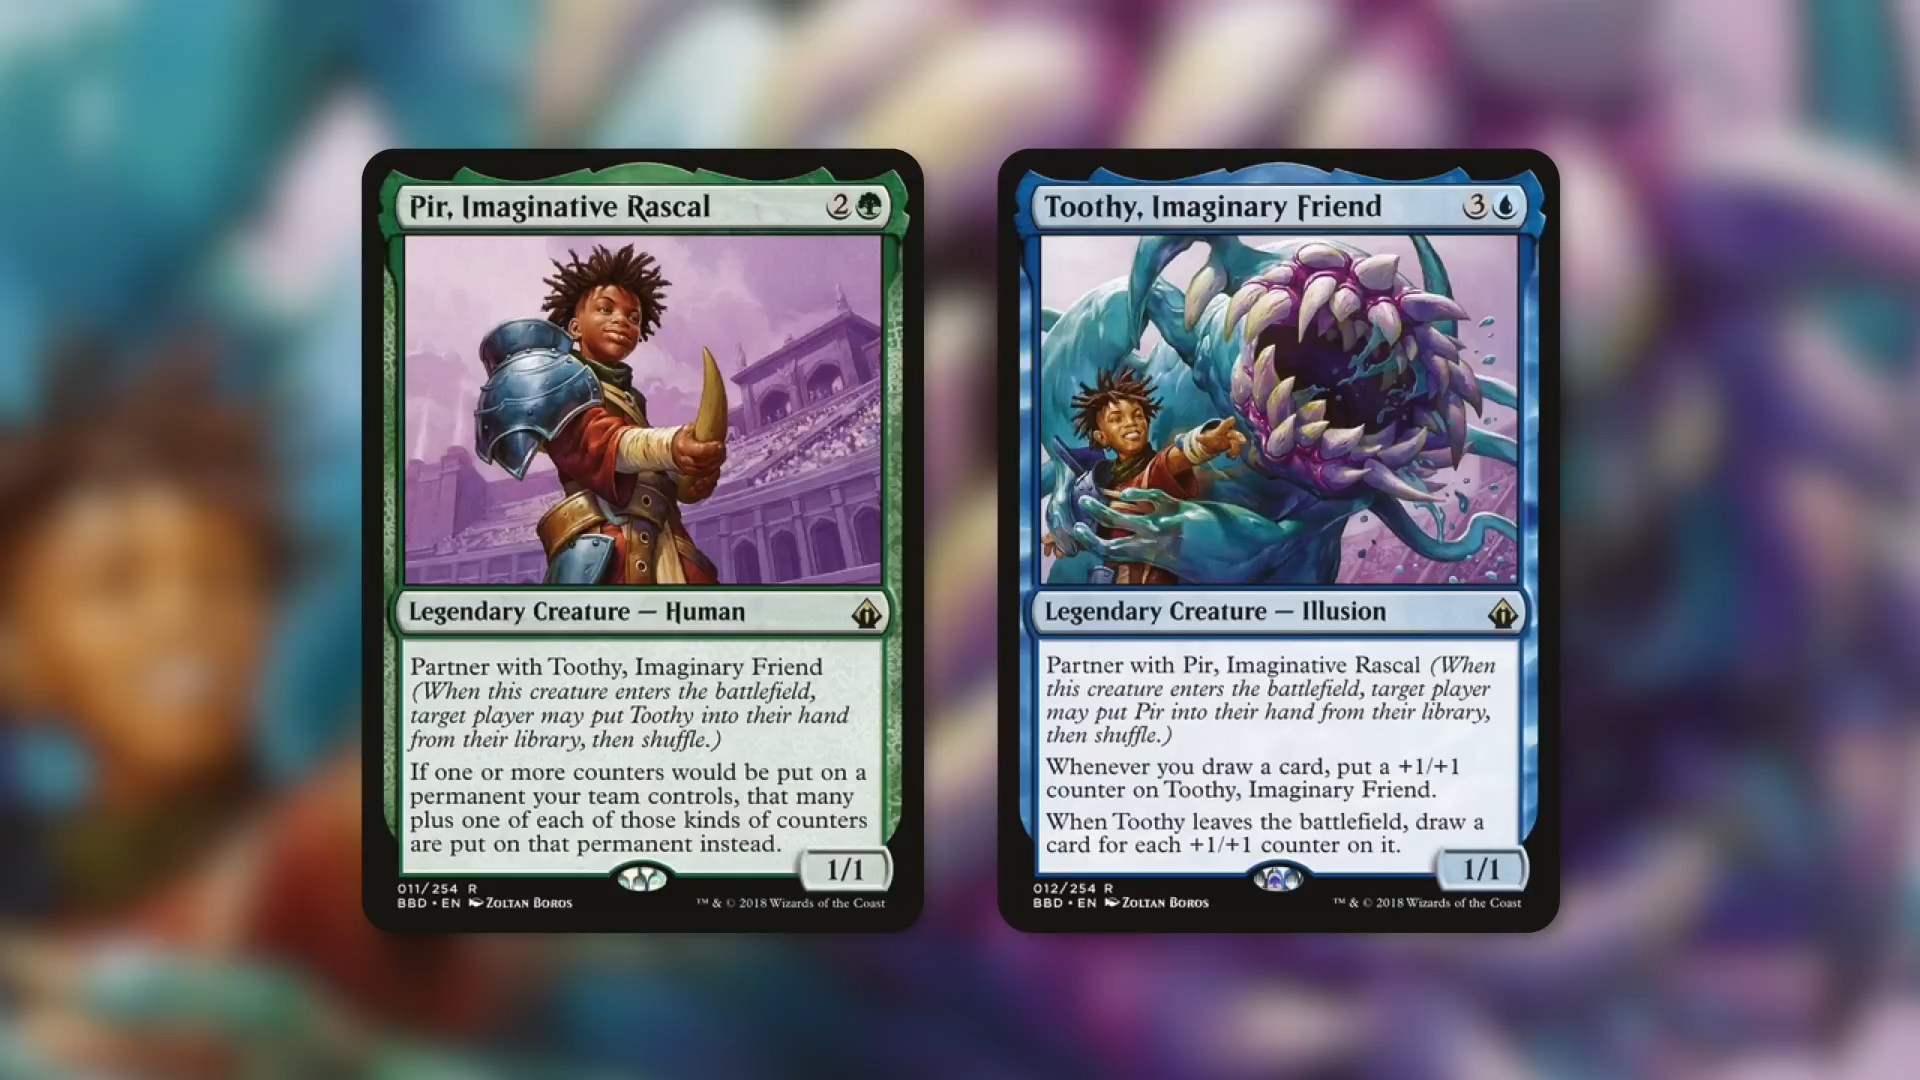 Pir, Imaginative Rascal 2
Legendary Creature — Human
Partner with Toothy, Imaginary Friend
(When this creature enters the battlefield,
target player may put Toothy into their hand
from their library, then shuffle.)
If one or more counters would be put on a
permanent your team controls, that many
plus one of each of those kinds of counters
are put on that permanent instead.
1/1
011/254 R
BBD • EN Zoltan Boros
™ & © 2018 Wizards of the Coast
Toothy, Imaginary Friend 3
Legendary Creature — Illusion
Partner with Pir, Imaginative Rascal (When
this creature enters the battlefield, target player
may put Pir into their hand from their library,
then shuffle.)
Whenever you draw a card, put a +1/+1
counter on Toothy, Imaginary Friend.
When Toothy leaves the battlefield, draw a
card for each +1/+1 counter on it.
1/1
012/254 R
BBD • EN Zoltan Boros
™ & © 2018 Wizards of the Coast